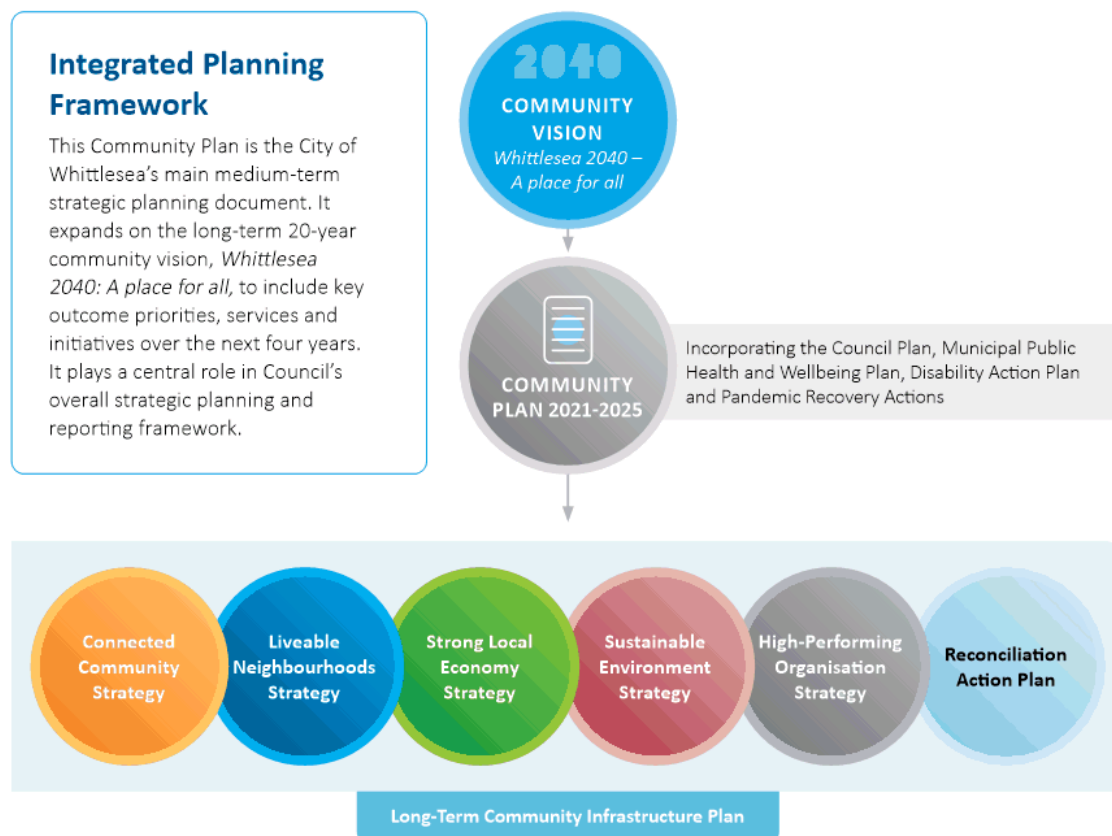 Integrated Planning
Framework
This Community Plan is the City of
Whittlesea's main medium-term
strategic planning document. It
expands on the long-term 20-year
community vision, Whittlesea
2040: A place for all, to include key
outcome priorities, services and
initiatives over the next four years.
It plays a central role in Council's
overall strategic planning and
reporting framework.
2040
COMMUNITY
VISION
Whittlesea 2040 –
A place for all
COMMUNITY
PLAN 2021-2025
Incorporating the Council Plan, Municipal Public
Health and Wellbeing Plan, Disability Action Plan
and Pandemic Recovery Actions
Connected
Community
Strategy
Liveable
Neighbourhoods
Strategy
Strong Local
Economy
Strategy
Sustainable
Environment
Strategy
High-Performing
Organisation
Strategy
Reconciliation
Action Plan
Long-Term Community Infrastructure Plan